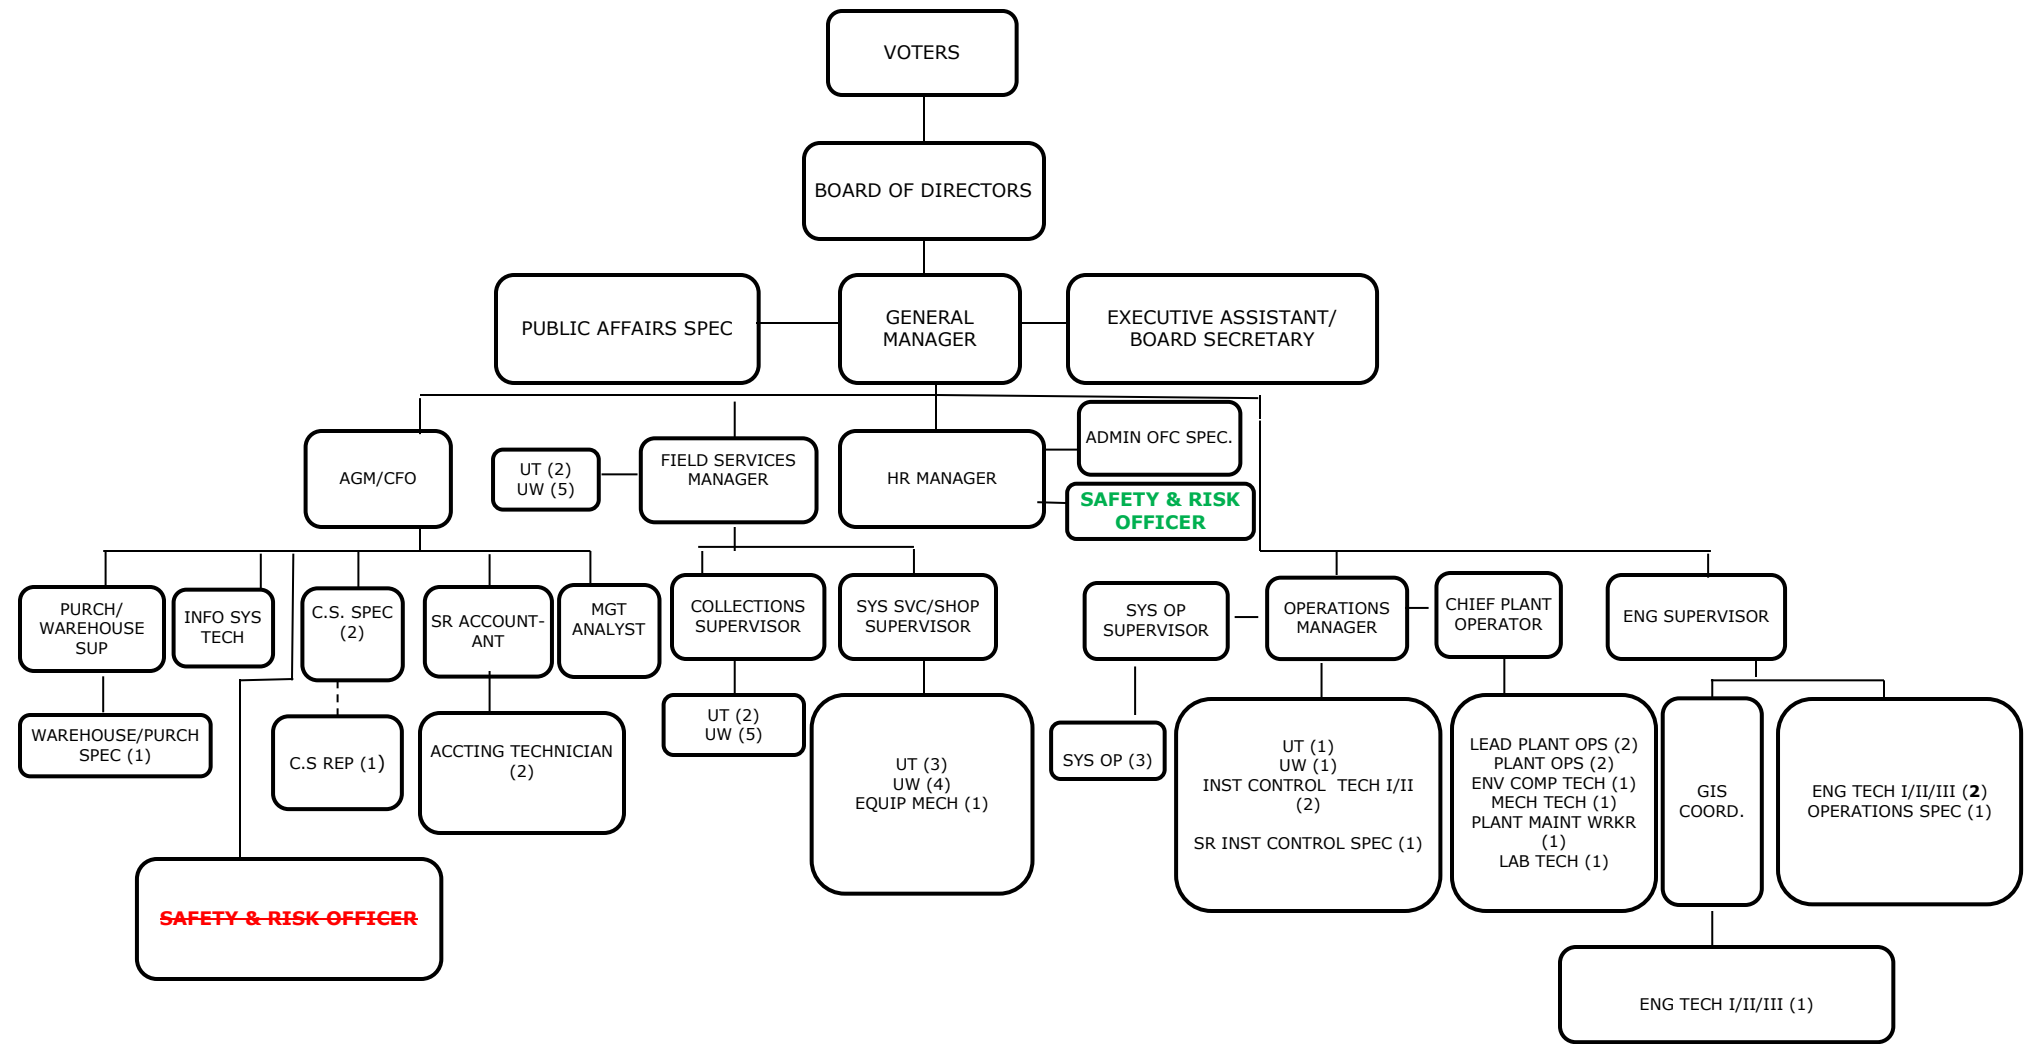 VOTERS
BOARD OF DIRECTORS
PUBLIC AFFAIRS SPEC
GENERAL
MANAGER
EXECUTIVE ASSISTANT/
BOARD SECRETARY
AGM/CFO
UT (2)
UW (5)
FIELD SERVICES
MANAGER
HR MANAGER
ADMIN OFC SPEC.
SAFETY & RISK
OFFICER
PURCH/
WAREHOUSE
SUP
INFO SYS
TECH
C.S. SPEC
(2)
SR ACCOUNT-
ANT
MGT
ANALYST
COLLECTIONS
SUPERVISOR
SYS SVC/SHOP
SUPERVISOR
SYS OP
SUPERVISOR
OPERATIONS
MANAGER
CHIEF PLANT
OPERATOR
ENG SUPERVISOR
WAREHOUSE/PURCH
SPEC (1)
C.S REP (1)
ACCTING TECHNICIAN
(2)
UT (2)
UW (5)
UT (3)
UW (4)
EQUIP MECH (1)
SYS OP (3)
UT (1)
UW (1)
INST CONTROL  TECH I/II
(2)
SR INST CONTROL SPEC (1)
LEAD PLANT OPS (2)
PLANT OPS (2)
ENV COMP TECH (1)
MECH TECH (1)
PLANT MAINT WRKR
(1)
LAB TECH (1)
GIS
COORD.
ENG TECH I/II/III (2)
OPERATIONS SPEC (1)
SAFETY & RISK OFFICER
ENG TECH I/II/III (1)